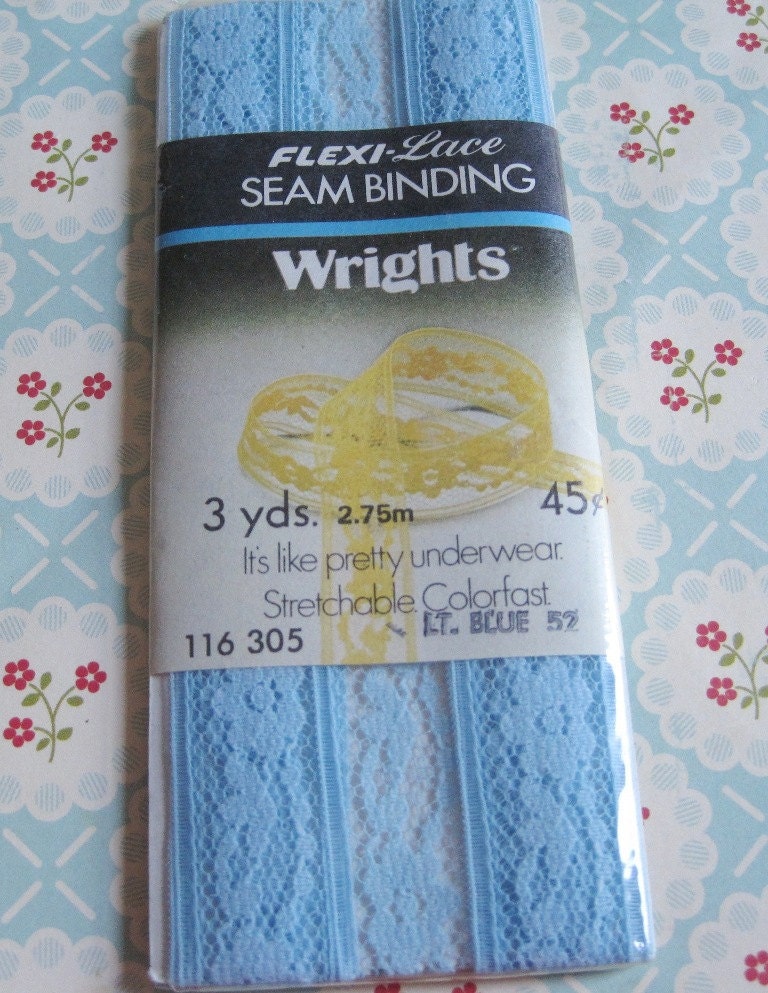 FLEXI-Lace
SEAM BINDING
Wrights
3 yds. 2.75m 45¢
It's like pretty underwear.
Stretchable. Colorfast.
LT. BLUE 52
116 305